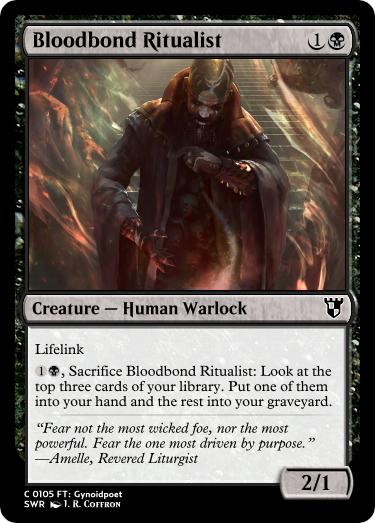 Bloodbond Ritualist 1
Creature — Human Warlock
Lifelink
1, Sacrifice Bloodbond Ritualist: Look at the
top three cards of your library. Put one of them
into your hand and the rest into your graveyard.
“Fear not the most wicked foe, nor the most
powerful. Fear the one most driven by purpose.”
—Amelle, Revered Liturgist
2/1
C 0105 FT: Gynoidpoet
SWR I. R. Coffron